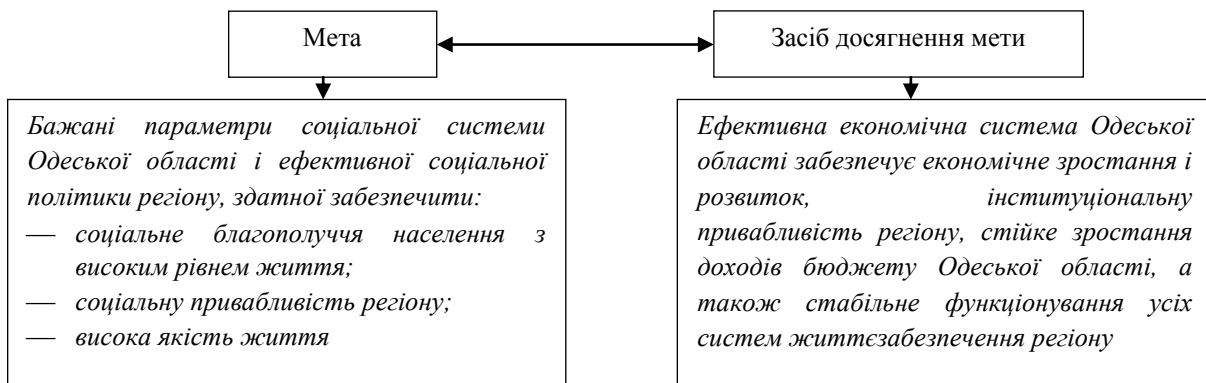 Мета
Засіб досягнення мети
Бажані параметри соціальної системи
Одеської області і ефективної соціальної
політики регіону, здатної забезпечити:
— соціальне благополуччя населення з
високим рівнем життя;
— соціальну привабливість регіону;
— висока якість життя
Ефективна економічна система Одеської
області забезпечує економічне зростання і
розвиток, інституціональну
привабливість регіону, стійке зростання
доходів бюджету Одеської області, а
також стабільне функціонування усіх
систем життєзабезпечення регіону